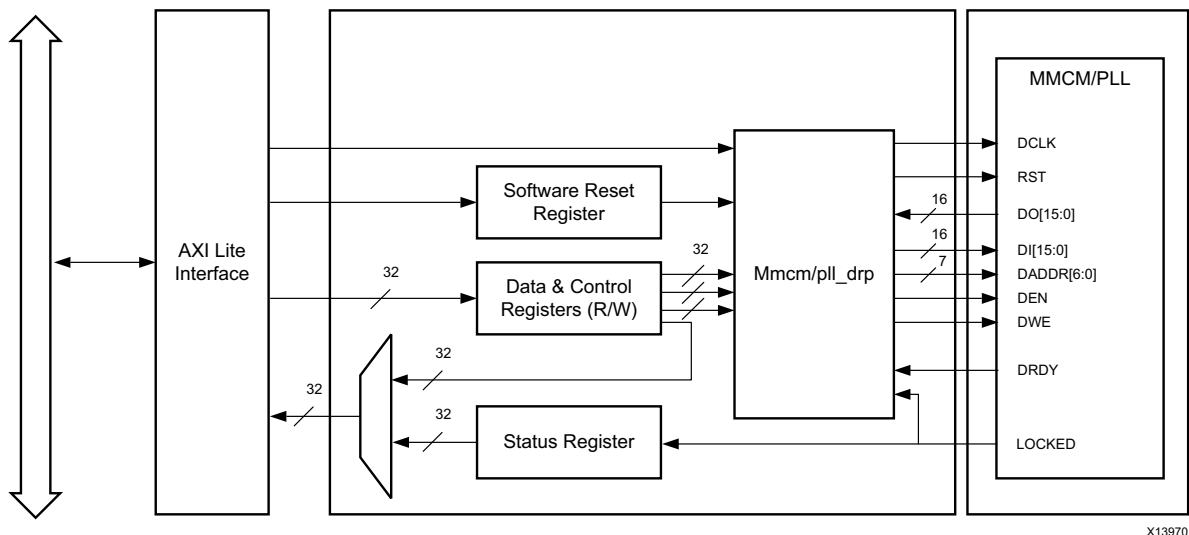 MMCM/PLL
DCLK
RST
Software Reset
Register
16
DO[15:0]
AXI Lite
Interface
16
DI[15:0]
32
7
32
Data & Control
Registers (R/W)
Mmcm/pll_drp
DADDR[6:0]
DEN
DWE
32
DRDY
32
32
Status Register
LOCKED
X13970